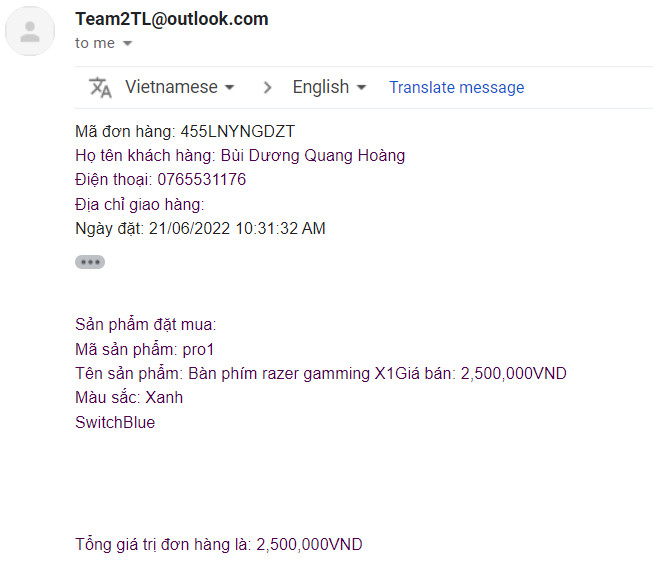 Team2TL@outlook.com
to me
Vietnamese > English Translate message
Mã đơn hàng: 455LNYNGDZT
Họ tên khách hàng: Bùi Dương Quang Hoàng
Điện thoại: 0765531176
Địa chỉ giao hàng:
Ngày đặt: 21/06/2022 10:31:32 AM
Sản phẩm đặt mua:
Mã sản phẩm: pro1
Tên sản phẩm: Bàn phím razer gamming X1Giá bán: 2,500,000VND
Màu sắc: Xanh
SwitchBlue
Tổng giá trị đơn hàng là: 2,500,000VND